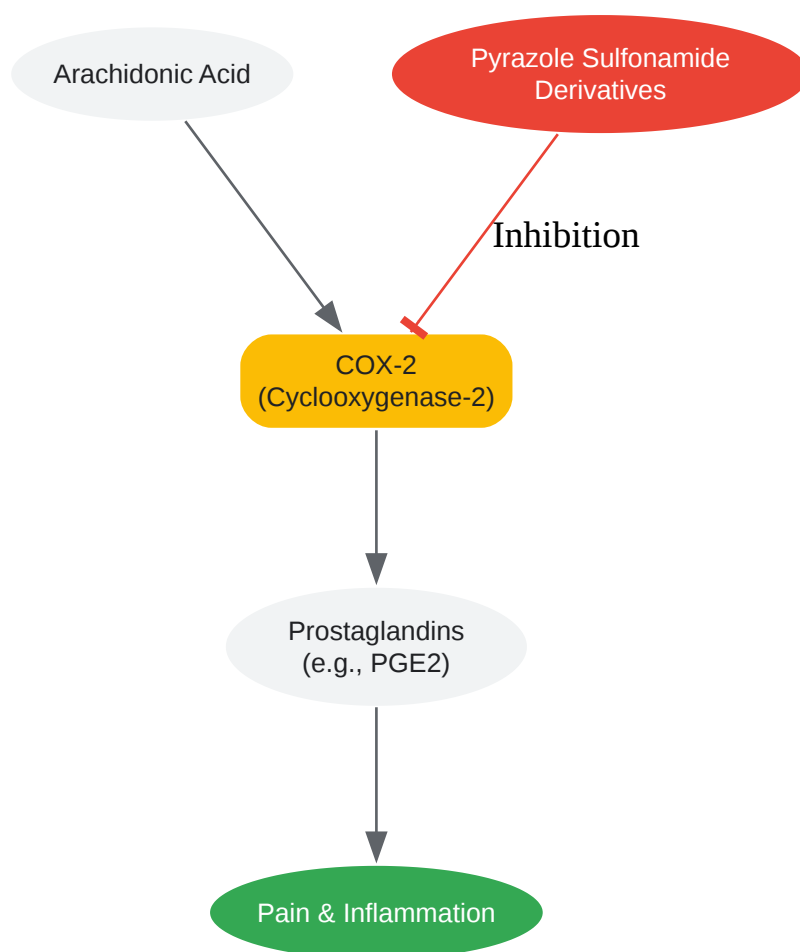 Arachidonic Acid
Pyrazole Sulfonamide
Derivatives
Inhibition
COX-2
(Cyclooxygenase-2)
Prostaglandins
(e.g., PGE2)
Pain & Inflammation